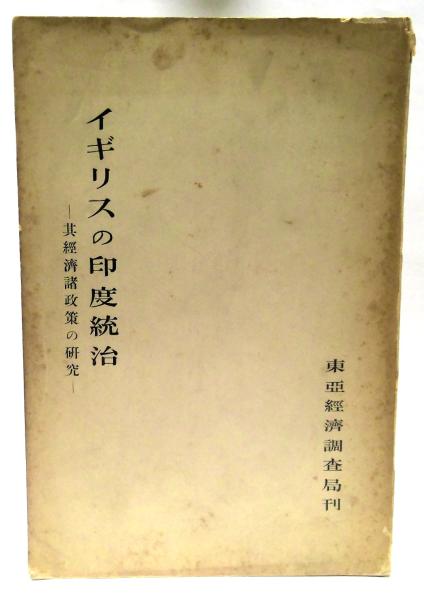 イギリスの印度統治
―其經濟諸政策の研究―
東亞經濟調査局刊